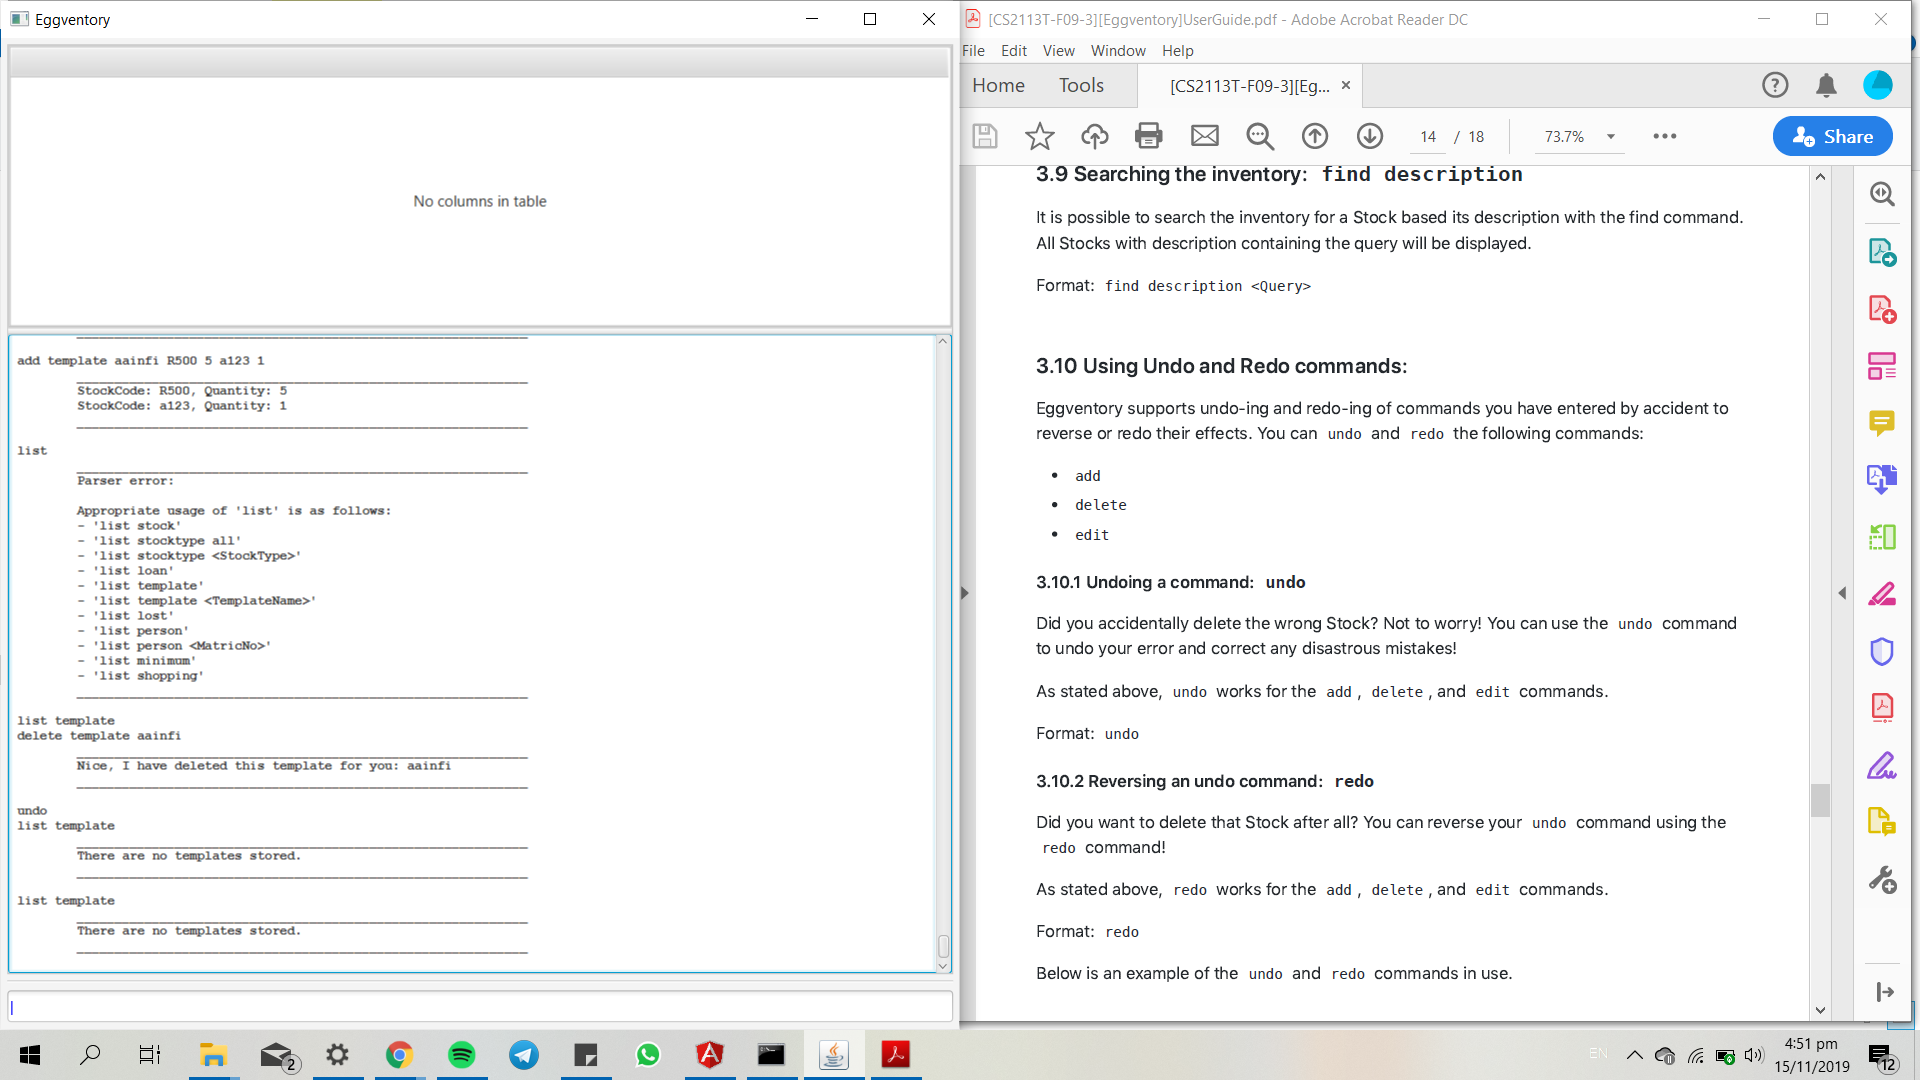 Eggventory
No columns in table
add template aainfi R500 5 a123 1
StockCode: R500, Quantity: 5
StockCode: a123, Quantity: 1
list
Parser error:
Appropriate usage of 'list' is as follows:
- 'list stock'
- 'list stocktype all'
- 'list stocktype <StockType>'
- 'list loan'
- 'list template'
- 'list template <TemplateName>'
- 'list lost'
- 'list person'
- 'list person <MatricNo>'
- 'list minimum'
- 'list shopping'
list template
delete template aainfi
Nice, I have deleted this template for you: aainfi
undo
list template
There are no templates stored.
list template
There are no templates stored.
[CS2113T-F09-3][Eggventory]UserGuide.pdf - Adobe Acrobat Reader DC
File Edit View Window Help
Home Tools [CS2113T-F09-3][Eg... ×
14 / 18 73.7% Share
3.9 Searching the inventory: find description
It is possible to search the inventory for a Stock based its description with the find command.
All Stocks with description containing the query will be displayed.
Format: find description <Query>
3.10 Using Undo and Redo commands:
Eggventory supports undo-ing and redo-ing of commands you have entered by accident to
reverse or redo their effects. You can undo and redo the following commands:
• add
• delete
• edit
3.10.1 Undoing a command: undo
Did you accidentally delete the wrong Stock? Not to worry! You can use the undo command
to undo your error and correct any disastrous mistakes!
As stated above, undo works for the add, delete, and edit commands.
Format: undo
3.10.2 Reversing an undo command: redo
Did you want to delete that Stock after all? You can reverse your undo command using the
redo command!
As stated above, redo works for the add, delete, and edit commands.
Format: redo
Below is an example of the undo and redo commands in use.
2
EN
4:51 pm
15/11/2019
12